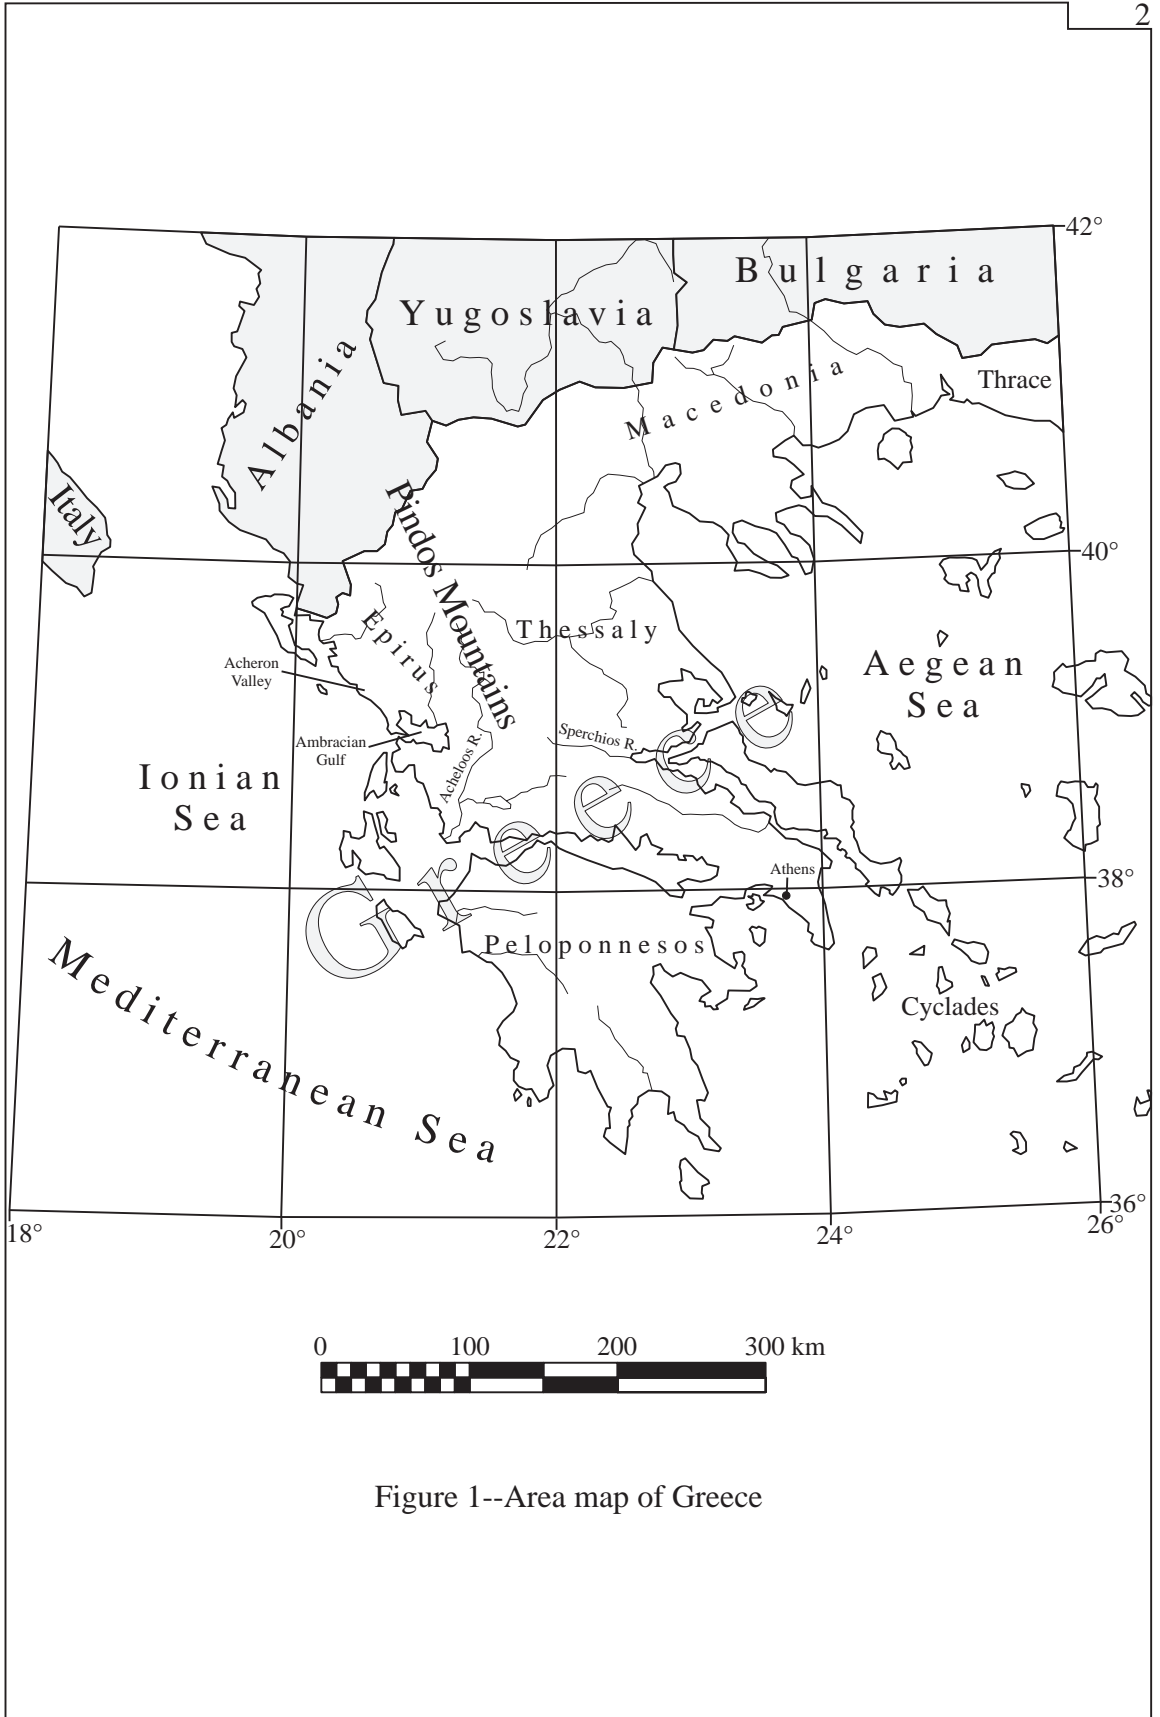 2
42°
Bulgaria
Yugoslavia
Albania
Macedonia
Thrace
Italy
Pindos Mountains
40°
Epirus
Thessaly
Acheron
Valley
Aegean
Sea
Ambracian
Gulf
Acheloos R.
Sperchios R.
Ionian
Sea
Greece
Athens
38°
Peloponnesos
Mediterranean Sea
Cyclades
36°
18°
20°
22°
24°
26°
0 100 200 300 km
Figure 1--Area map of Greece